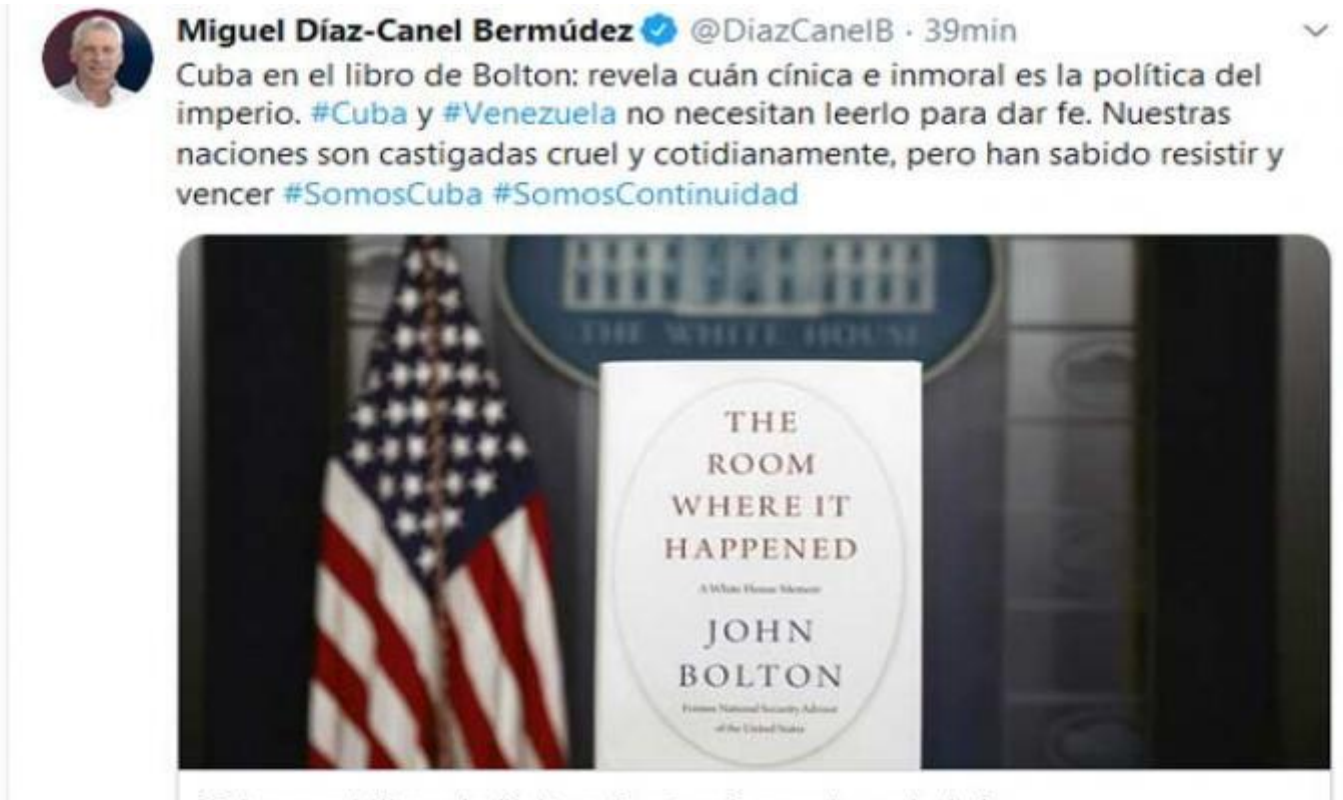 Miguel Díaz-Canel Bermúdez @DiazCanelB · 39min
Cuba en el libro de Bolton: revela cuán cínica e inmoral es la política del
imperio. #Cuba y #Venezuela no necesitan leerlo para dar fe. Nuestras
naciones son castigadas cruel y cotidianamente, pero han sabido resistir y
vencer #SomosCuba #SomosContinuidad
THE WHITE HOUSE
THE
ROOM
WHERE IT
HAPPENED
A White House Memoir
JOHN
BOLTON
Former National Security Advisor
of the United States